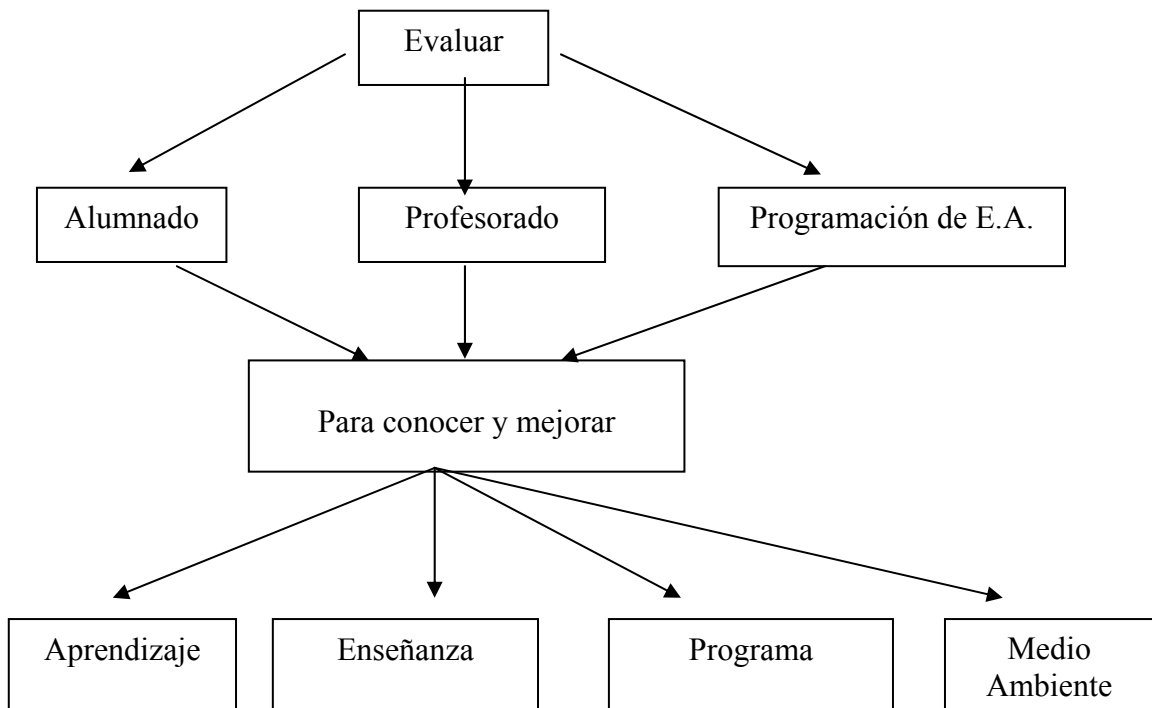 Evaluar
Alumnado
Profesorado
Programación de E.A.
Para conocer y mejorar
Aprendizaje
Enseñanza
Programa
Medio
Ambiente